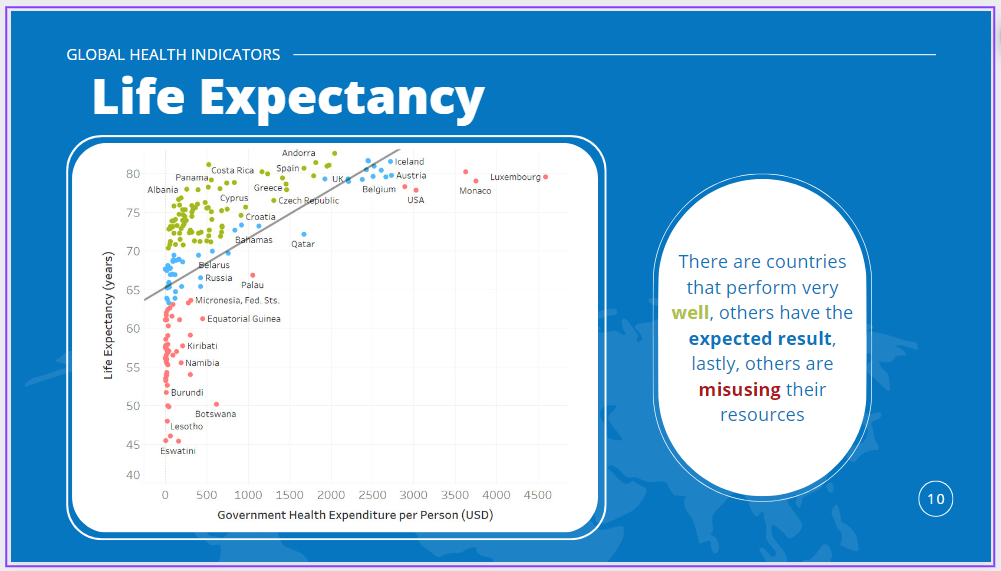 GLOBAL HEALTH INDICATORS
Life Expectancy
Life Expectancy (years)
80
75
70
65
60
55
50
45
40
Andorra
Costa Rica
Spain
Iceland
Panama
UK
Austria
Luxembourg
Albania
Greece
Belgium
Monaco
Cyprus
Czech Republic
USA
Croatia
Bahamas
Qatar
Belarus
Russia
Palau
Micronesia, Fed. Sts.
Equatorial Guinea
Kiribati
Namibia
Burundi
Botswana
Lesotho
Eswatini
0 500 1000 1500 2000 2500 3000 3500 4000 4500
Government Health Expenditure per Person (USD)
There are countries
that perform very
well, others have the
expected result,
lastly, others are
misusing their
resources
10